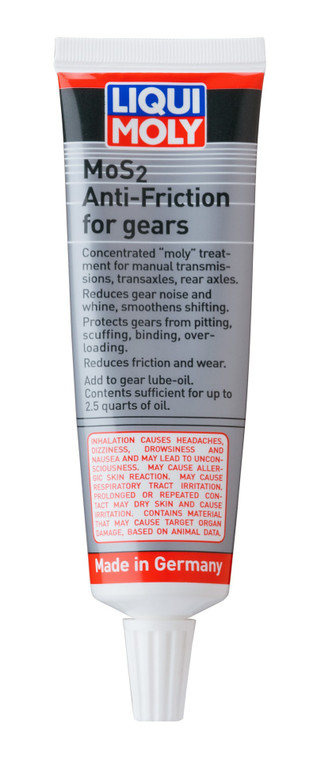 LIQUI
MOLY
MoS2
Anti-Friction
for gears
Concentrated “moly” treat-
ment for manual transmis-
sions, transaxles, rear axles.
Reduces gear noise and
whine, smoothens shifting.
Protects gears from pitting,
scuffing, binding, over-
loading.
Reduces friction and wear.
Add to gear lube-oil.
Contents sufficient for up to
2.5 quarts of oil.
INHALATION CAUSES HEADACHES,
DIZZINESS, DROWSINESS AND
NAUSEA AND MAY LEAD TO UNCON-
SCIOUSNESS. MAY CAUSE ALLER-
GIC SKIN REACTION. MAY CAUSE
RESPIRATORY TRACT IRRITATION.
PROLONGED OR REPEATED CON-
TACT MAY DRY SKIN AND CAUSE
IRRITATION. CONTAINS MATERIAL
THAT MAY CAUSE TARGET ORGAN
DAMAGE, BASED ON ANIMAL DATA.
Made in Germany